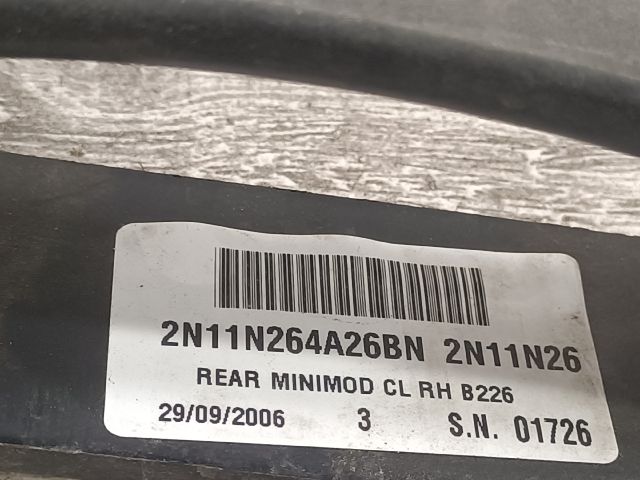 2N11N264A26BN 2N11N26
REAR MINIMOD CL RH B226
29/09/2006 3 S.N. 01726